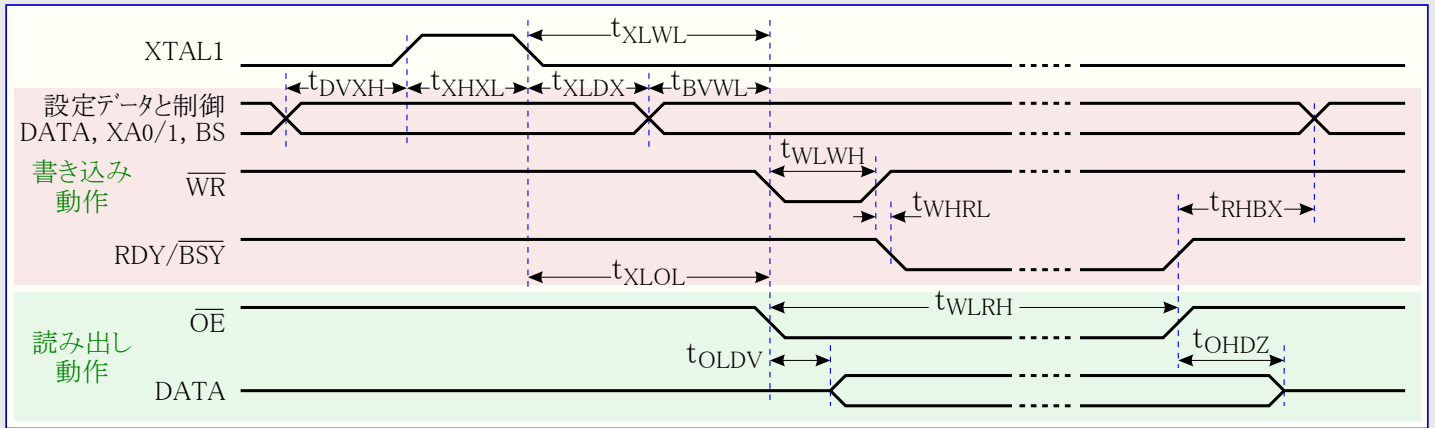 XTAL1
tXLWL
tDVXH
tXHXL
tXLDX
tBVWL
設定データと制御
DATA, XA0/1, BS
書き込み
動作
WR
tWLWH
tWHRL
tRHBX
RDY/BSY
tXLOL
読み出し
動作
OE
tWLRH
tOLDV
tOHDZ
DATA